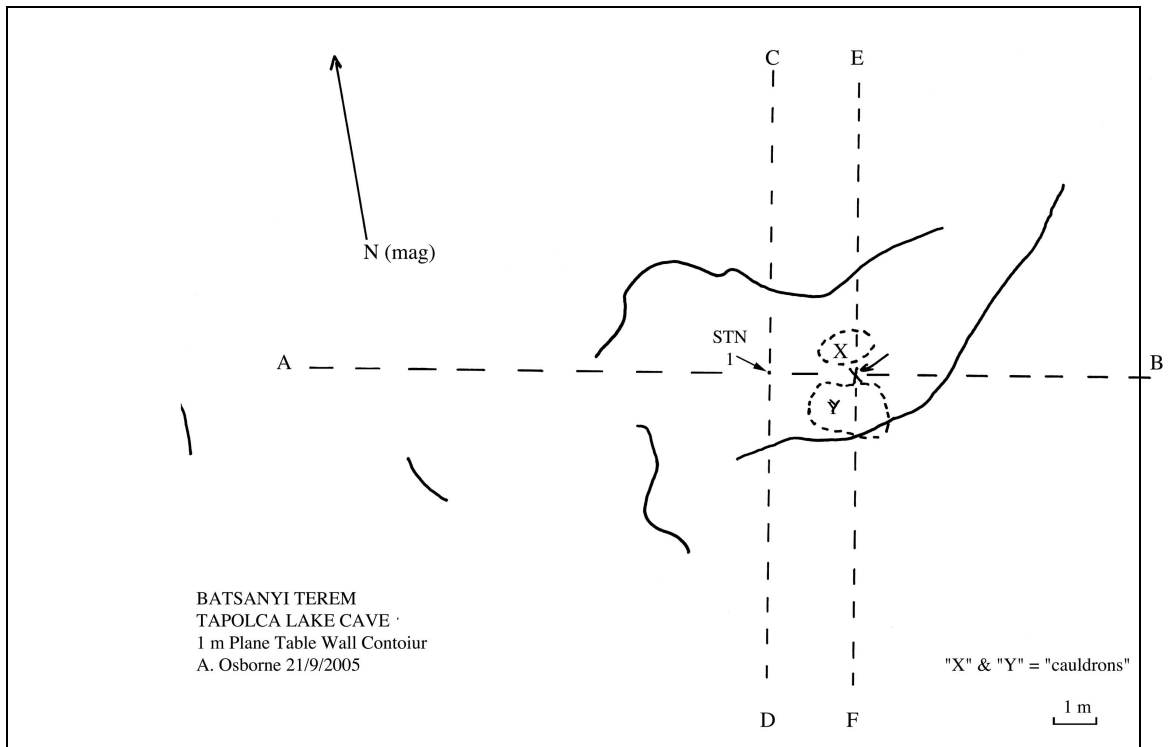 C E
N (mag)
STN
1
X
A
B
Y
BATSANYI TEREM
TAPOLCA LAKE CAVE
1 m Plane Table Wall Contoiur
A. Osborne 21/9/2005
"X" & "Y" = "cauldrons"
1 m
D F